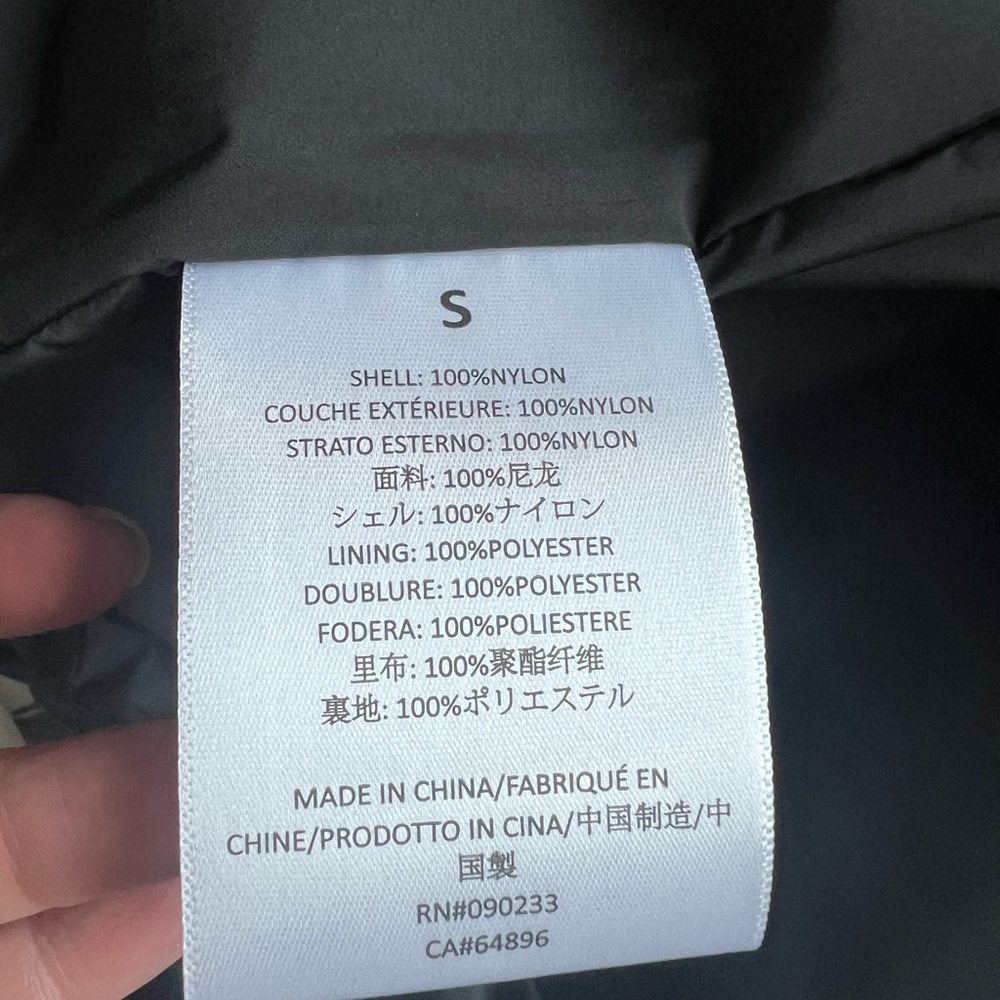 S
SHELL: 100%NYLON
COUCHE EXTÉRIEURE: 100%NYLON
STRATO ESTERNO: 100%NYLON
面料: 100%尼龙
シェル: 100%ナイロン
LINING: 100%POLYESTER
DOUBLURE: 100%POLYESTER
FODERA: 100%POLIESTERE
里布: 100%聚酯纤维
裏地: 100%ポリエステル
MADE IN CHINA/FABRIQUÉ EN
CHINE/PRODOTTO IN CINA/中国制造/中
国製
RN#090233
CA#64896